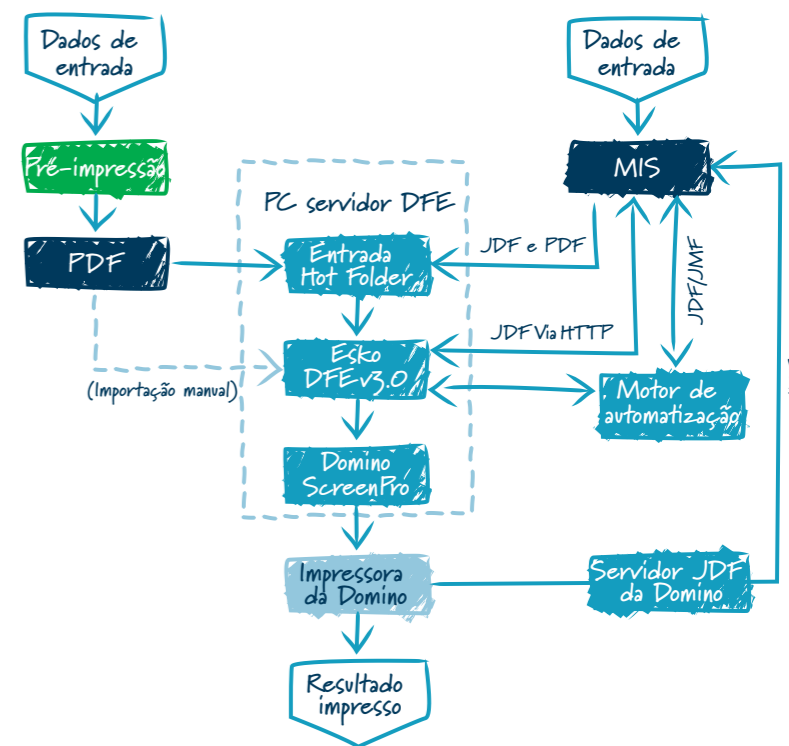 Dados de
entrada
Dados de
entrada
Pré-impressão
MIS
PC servidor DFE
PDF
Entrada
Hot Folder
JDF e PDF
JDF/JMF
JDF Via HTTP
Esko
DFE v3.0
(Importação manual)
Motor de
automatização
Domino
ScreenPro
Impressora
da Domino
Servidor JDF
da Domino
Resultado
impresso